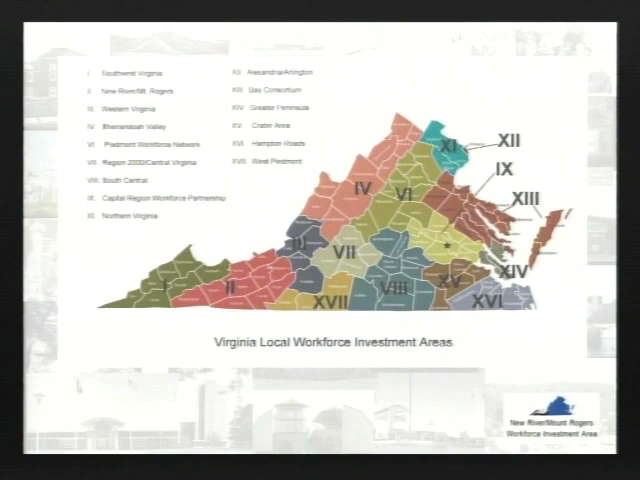 I. Southwest Virginia
II. New River/Mt. Rogers
III. Western Virginia
IV. Shenandoah Valley
VI. Piedmont Workforce Network
VII. Region 2000/Central Virginia
VIII. South Central
IX. Capital Region Workforce Partnership
XI. Northern Virginia
XII. Alexandria/Arlington
XIII. Bay Consortium
XIV. Greater Peninsula
XV. Crater Area
XVI. Hampton Roads
XVII. West Piedmont
XI
XII
IX
IV
VI
XIII
III
VII
*
XIV
I
II
XVII
VIII
XV
XVI
Virginia Local Workforce Investment Areas
New River/Mount Rogers
Workforce Investment Area